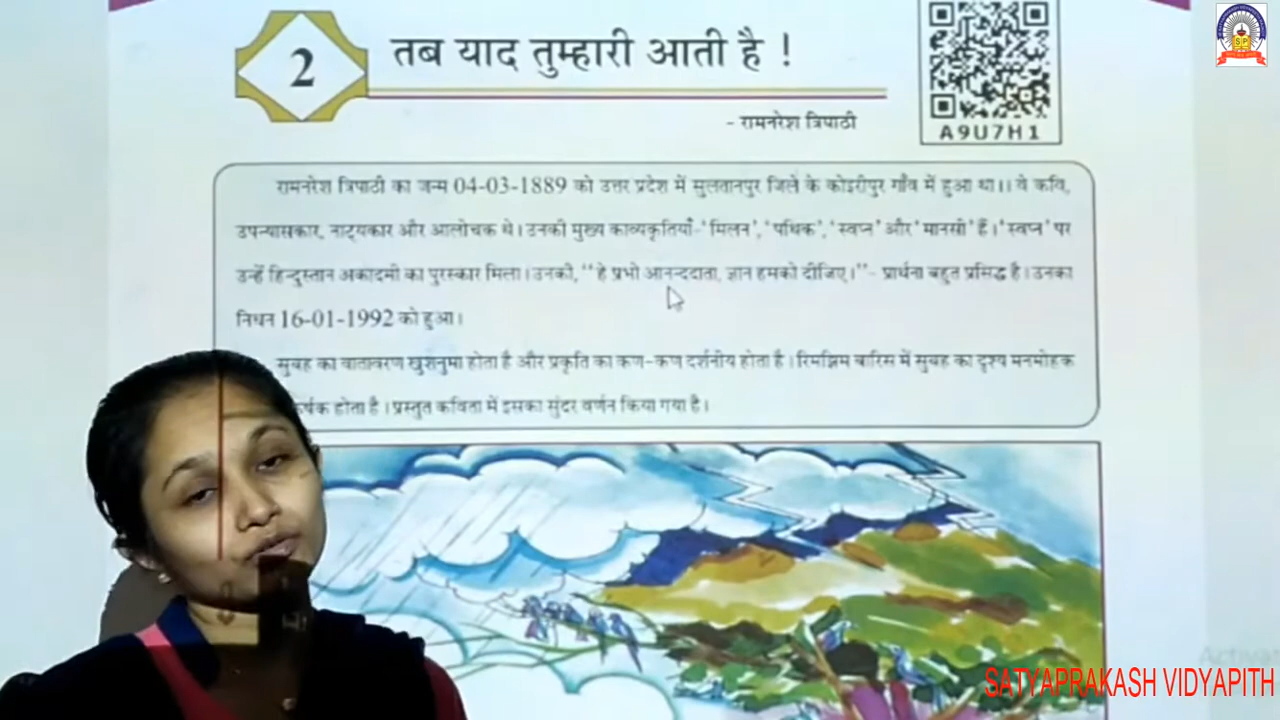 2
तब याद तुम्हारी आती है !
- रामनरेश त्रिपाठी
A9U7H1
रामनरेश त्रिपाठी का जन्म 04-03-1889 को उत्तर प्रदेश में सुलतानपुर जिले के कोइरीपुर गाँव में हुआ था।। वे कवि,
उपन्यासकार, नाट्यकार और आलोचक थे। उनकी मुख्य काव्यकृतियाँ-'मिलन', 'पथिक', 'स्वप्न' और 'मानसी' हैं। 'स्वप्न' पर
उन्हें हिन्दुस्तान अकादमी का पुरस्कार मिला। उनकी, "हे प्रभो आनन्ददाता, ज्ञान हमको दीजिए।"- प्रार्थना बहुत प्रसिद्ध है। उनका
निधन 16-01-1992 को हुआ।
सुबह का वातावरण खुशनुमा होता है और प्रकृति का कण-कण दर्शनीय होता है। रिमझिम बारिस में सुबह का दृश्य मनमोहक
र्षक होता है। प्रस्तुत कविता में इसका सुंदर वर्णन किया गया है।
SATYAPRAKASH VIDYAPITH